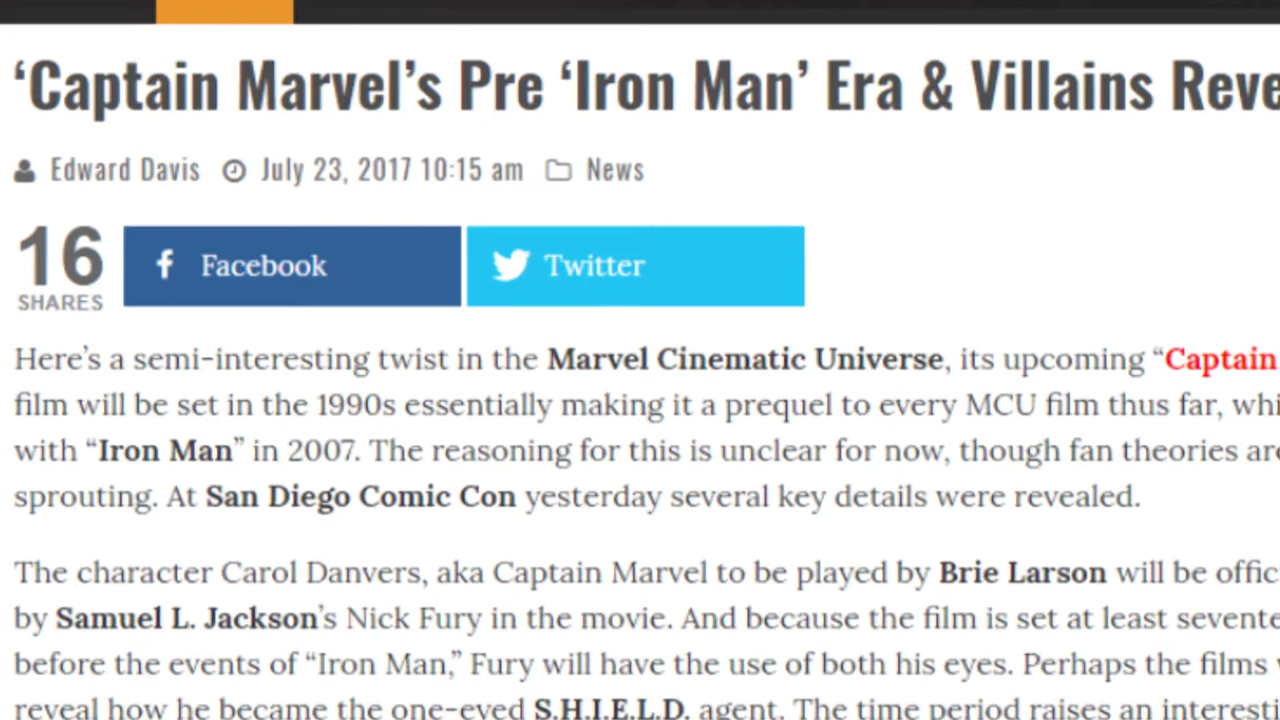 ‘Captain Marvel’s Pre ‘Iron Man’ Era & Villains
Edward Davis July 23, 2017 10:15 am News
16
SHARES
Facebook
Twitter
Here’s a semi-interesting twist in the Marvel Cinematic Universe, its upcoming “Captain
film will be set in the 1990s essentially making it a prequel to every MCU film thus far,
with “Iron Man” in 2007. The reasoning for this is unclear for now, though fan theories
sprouting. At San Diego Comic Con yesterday several key details were revealed.
The character Carol Danvers, aka Captain Marvel to be played by Brie Larson will be
by Samuel L. Jackson’s Nick Fury in the movie. And because the film is set at least
before the events of “Iron Man,” Fury will have the use of both his eyes. Perhaps the films
reveal how he became the one-eyed S.H.I.E.L.D. agent. The time period raises an